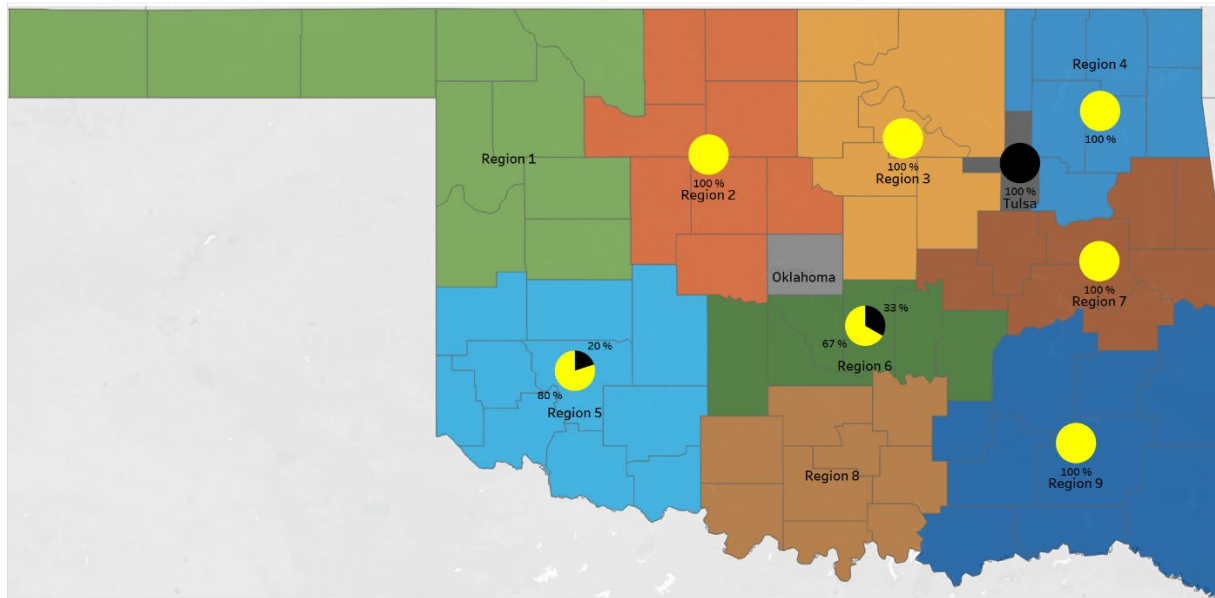 Region 4
100 %
Region 1
100 %
Region 2
100 %
Region 3
100 %
Tulsa
Oklahoma
100 %
Region 7
33 %
67 %
Region 6
20 %
80 %
Region 5
Region 8
100 %
Region 9